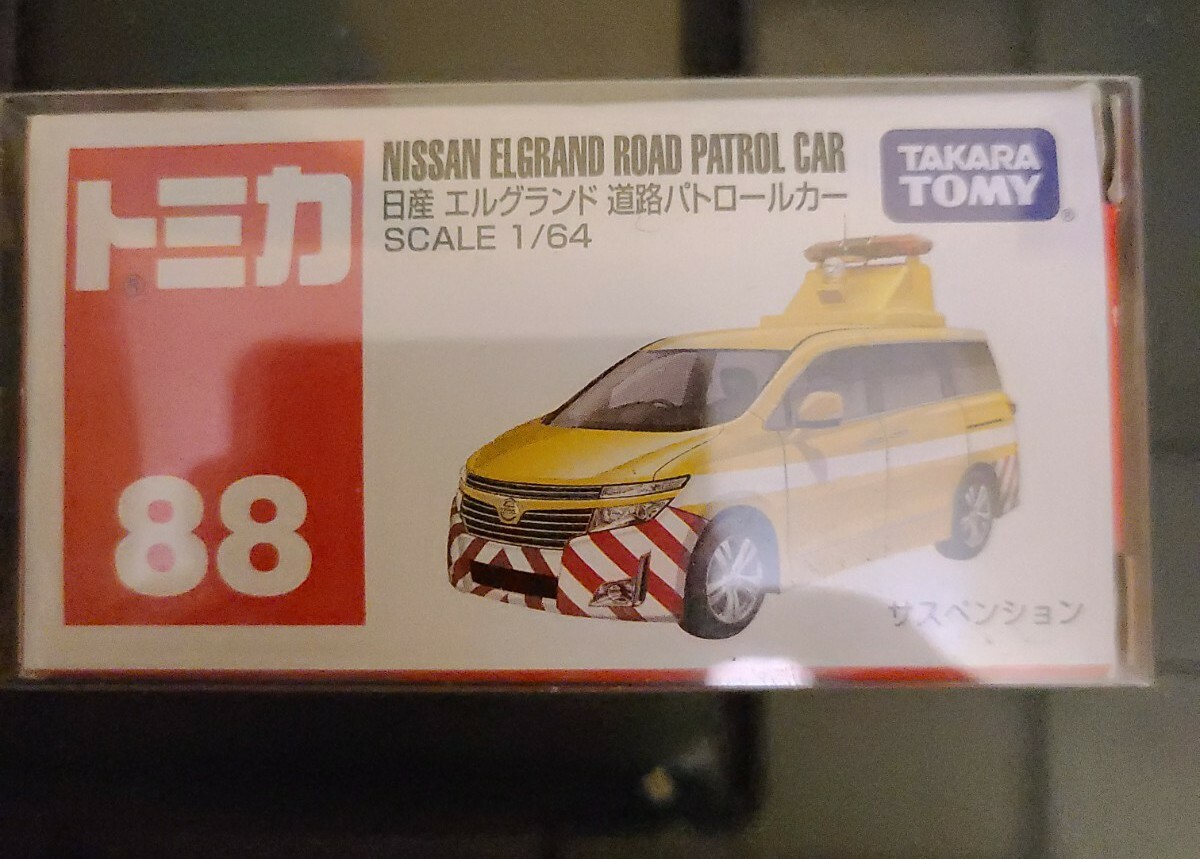 トミカ
®
88
NISSAN ELGRAND ROAD PATROL CAR
日産 エルグランド 道路パトロールカー
SCALE 1/64
TAKARA
TOMY
®
サスペンション